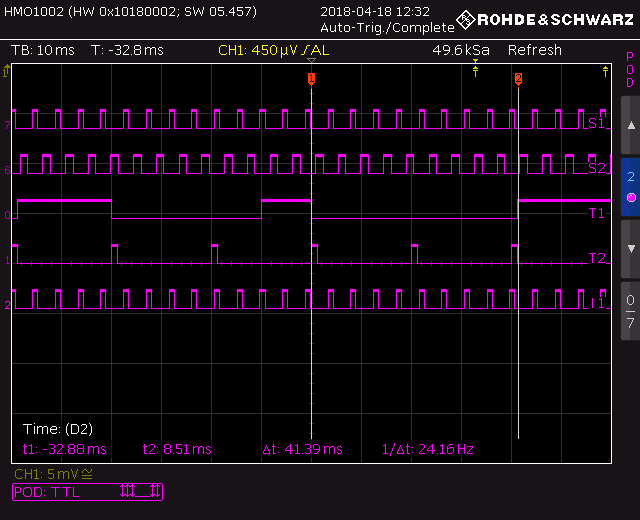 HMO1002 (HW 0x10180002; SW 05.457)
2018-04-18 12:32
Auto-Trig./Complete
ROHDE&SCHWARZ
TB: 10 ms T: -32.8 ms CH1: 450 µV / AL 49.6 kSa Refresh
POD
1
1 2
7 S1
6 S2
2
0 T1
1 T2
0
7
2 I1
Time: (D2)
t1: -32.88 ms t2: 8.51 ms Δt: 41.39 ms 1/Δt: 24.16 Hz
CH1: 5 mV ≅
POD: TTL